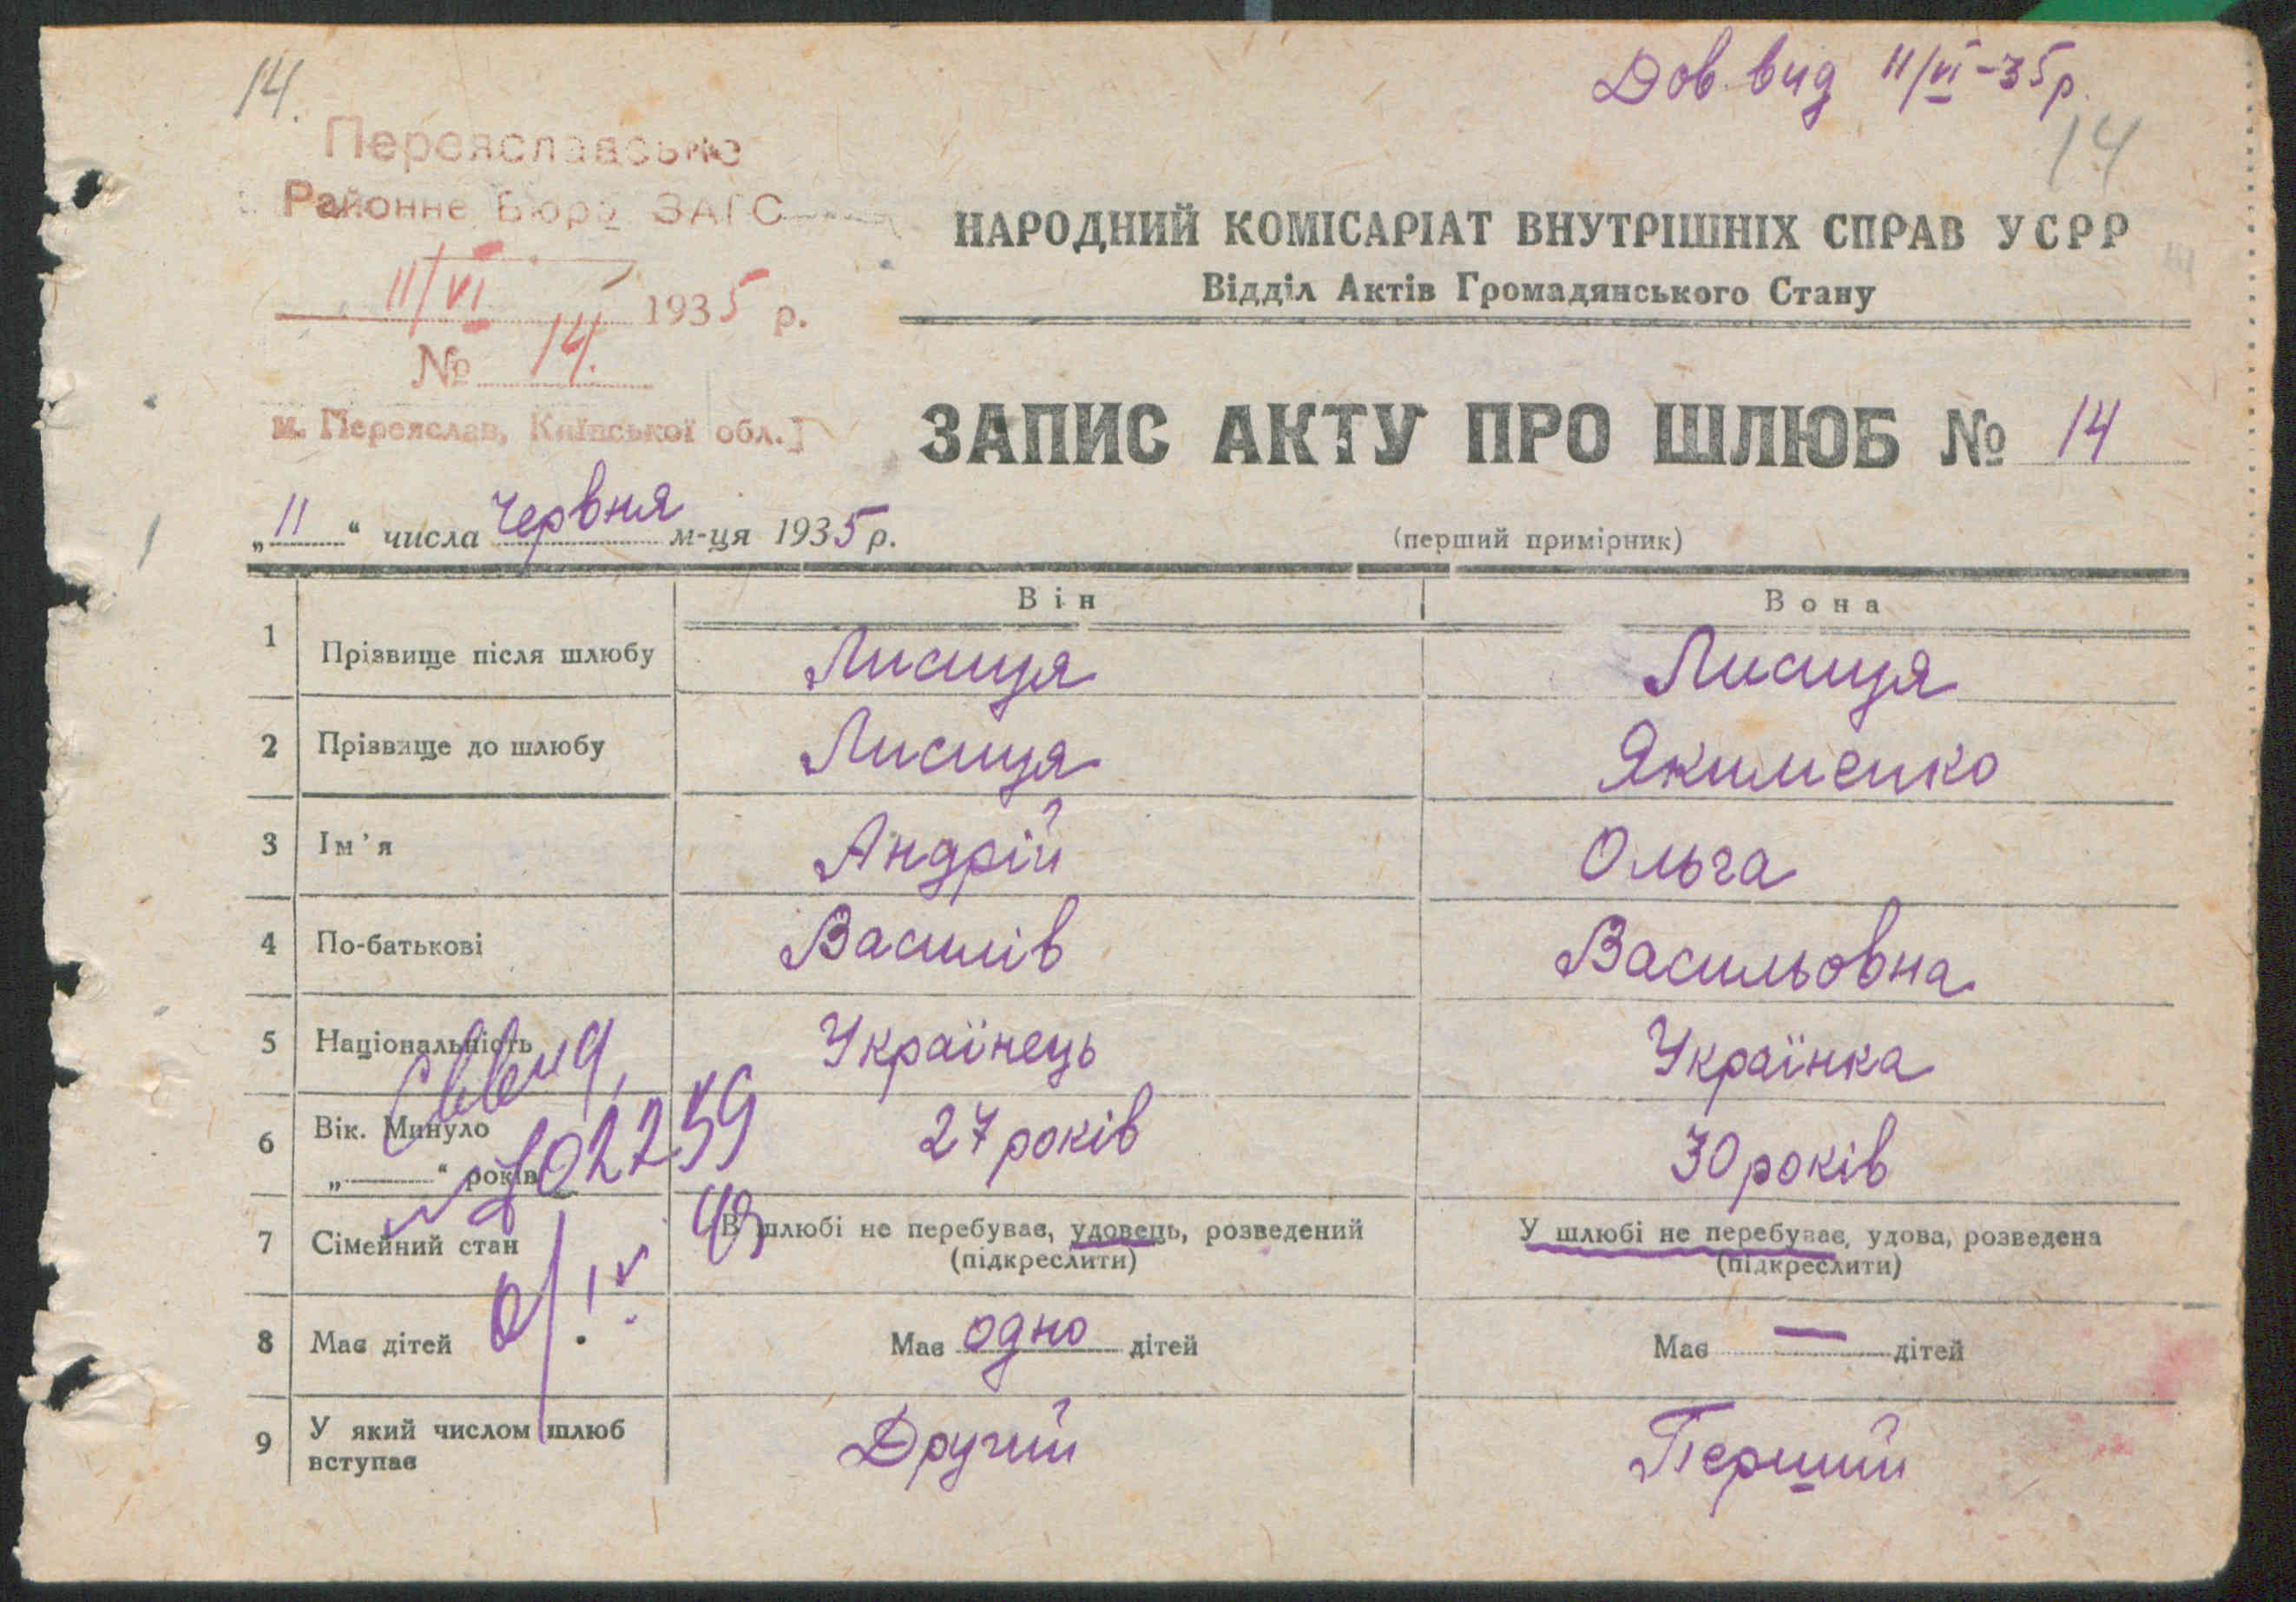 14.
Дов. вид 11/VI-35р.
14
Переяславське
Районне Бюро ЗАГС
11/VI 1935 р.
№ 14.
м. Переяслав, Київської обл.
НАРОДНИЙ КОМІСАРІАТ ВНУТРІШНІХ СПРАВ УСРР
Відділ Актів Громадянського Стану
ЗАПИС АКТУ ПРО ШЛЮБ № 14
„11“ числа червня м-ця 1935 р.
(перший примірник)
Він Вона
1 Прізвище після шлюбу Лисиця Лисиця
2 Прізвище до шлюбу Лисиця Якименко
3 Ім'я Андрій Ольга
4 По-батькові Василів Васильовна
5 Національність Українець Українка
6 Вік. Минуло 27 років 30 років
„ “ років
7 Сімейний стан В шлюбі не перебуває, удовець, розведений У шлюбі не перебуває, удова, розведена
(підкреслити) (підкреслити)
8 Має дітей Має одно дітей Має — дітей
9 У який числом шлюб Другий Перший
вступає